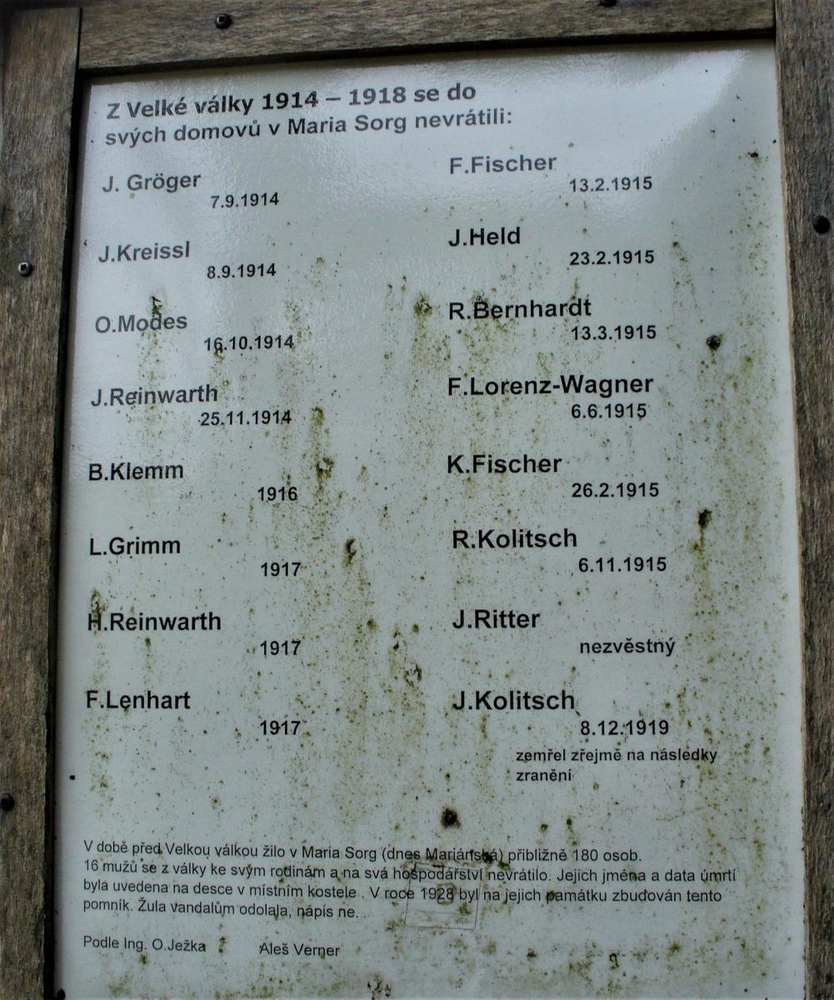 Z Velké války 1914 – 1918 se do
svých domovů v Maria Sorg nevrátili:
J. Gröger
7.9.1914
J.Kreissl
8.9.1914
O.Modes
16.10.1914
J.Reinwarth
25.11.1914
B.Klemm
1916
L.Grimm
1917
H.Reinwarth
1917
F.Lenhart
1917
F.Fischer
13.2.1915
J.Held
23.2.1915
R.Bernhardt
13.3.1915
F.Lorenz-Wagner
6.6.1915
K.Fischer
26.2.1915
R.Kolitsch
6.11.1915
J.Ritter
nezvěstný
J.Kolitsch
8.12.1919
zemřel zřejmě na následky
zranění
V době před Velkou válkou žilo v Maria Sorg (dnes Mariánská) přibližně 180 osob.
16 mužů se z války ke svým rodinám a na svá hospodářství nevrátilo. Jejich jména a data úmrtí
byla uvedena na desce v místním kostele . V roce 1928 byl na jejich památku zbudován tento
pomník. Žula vandalům odolala, nápis ne.
Podle Ing. O.Ježka Aleš Verner